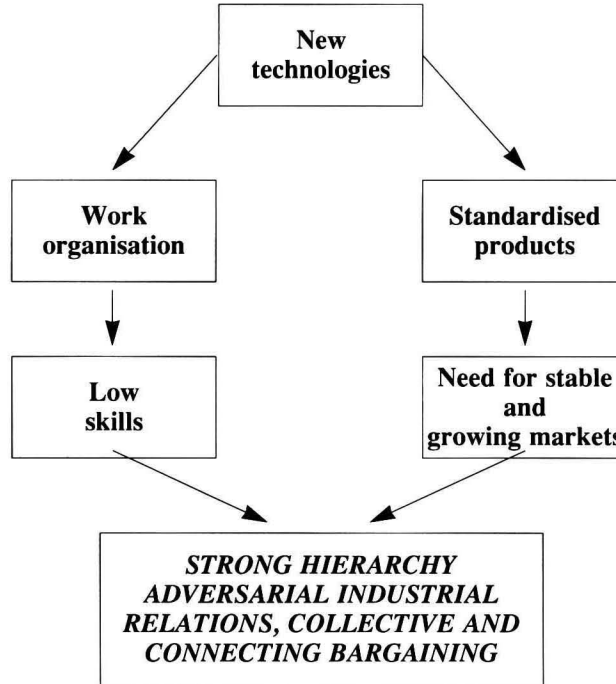 New
technologies
Work
organisation
Standardised
products
Low
skills
Need for stable
and
growing markets
STRONG HIERARCHY
ADVERSARIAL INDUSTRIAL
RELATIONS, COLLECTIVE AND
CONNECTING BARGAINING